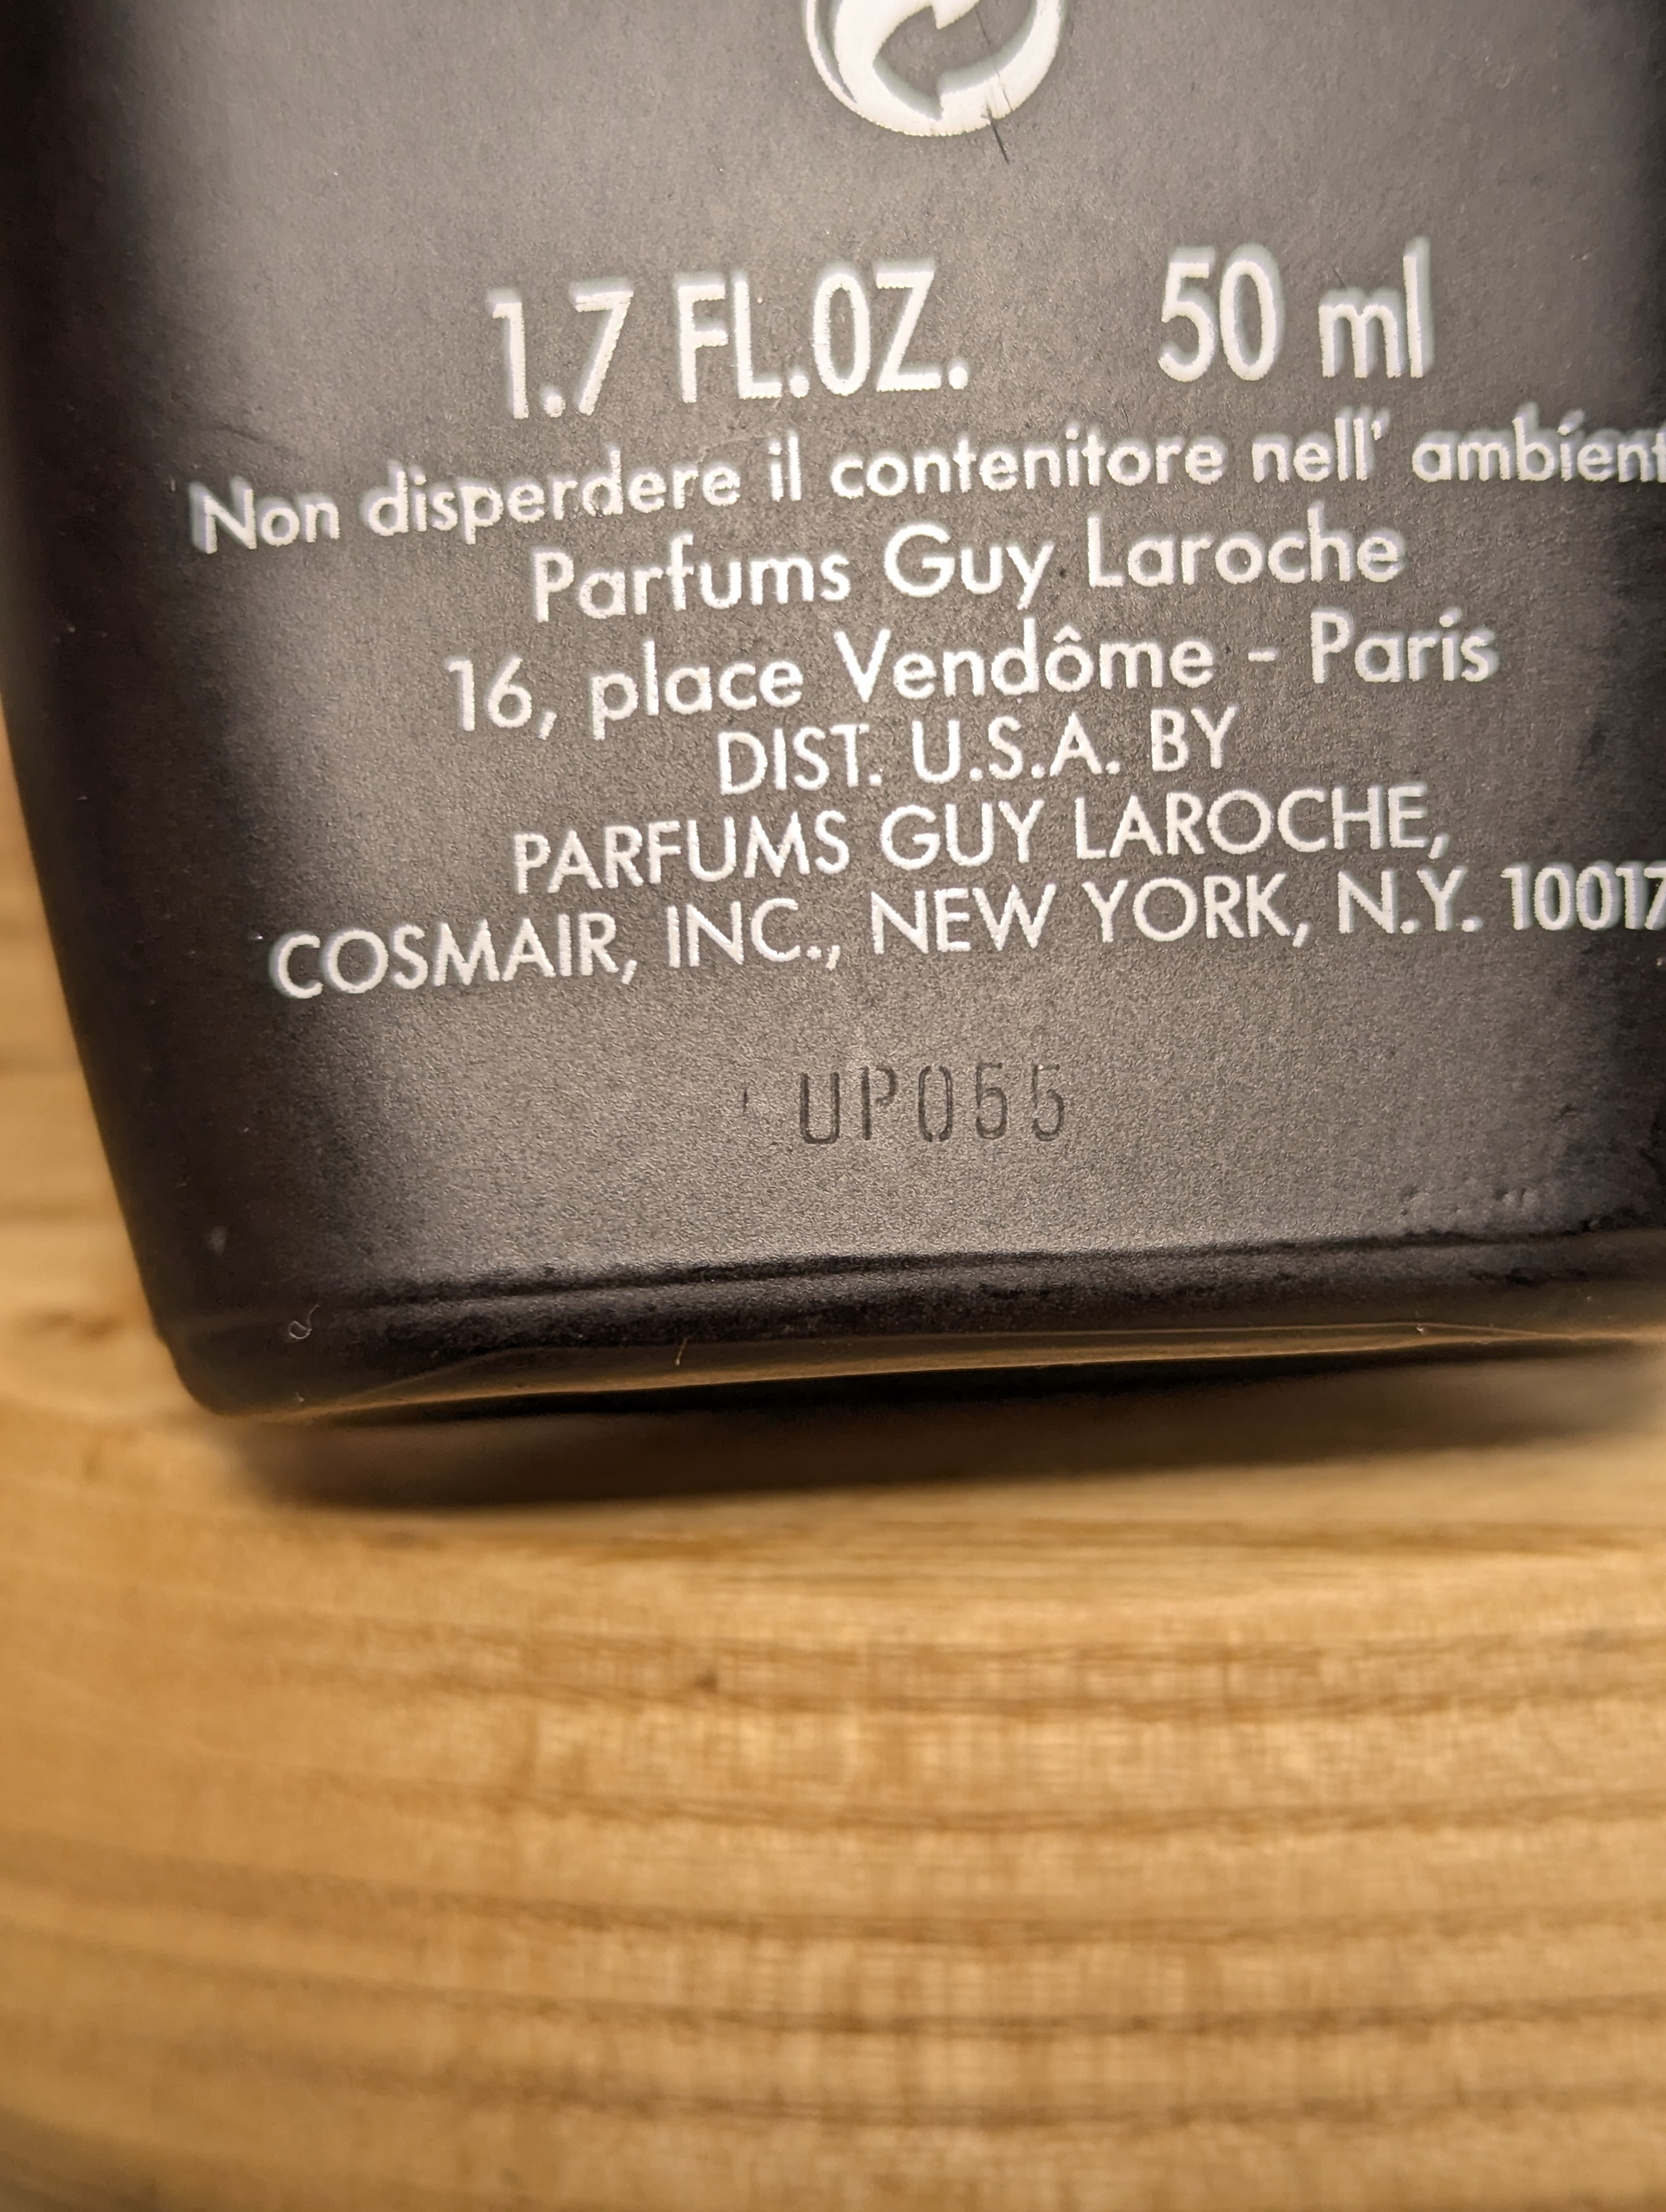 1.7 FL.OZ. 50 ml
Non disperdere il contenitore nell' ambient
Parfums Guy Laroche
16, place Vendôme - Paris
DIST. U.S.A. BY
PARFUMS GUY LAROCHE,
COSMAIR, INC., NEW YORK, N.Y. 10017
UP055